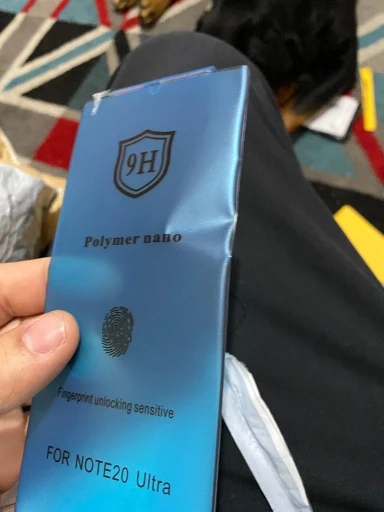 9H
Polymer nano
Fingerprint unlocking sensitive
FOR NOTE20 Ultra